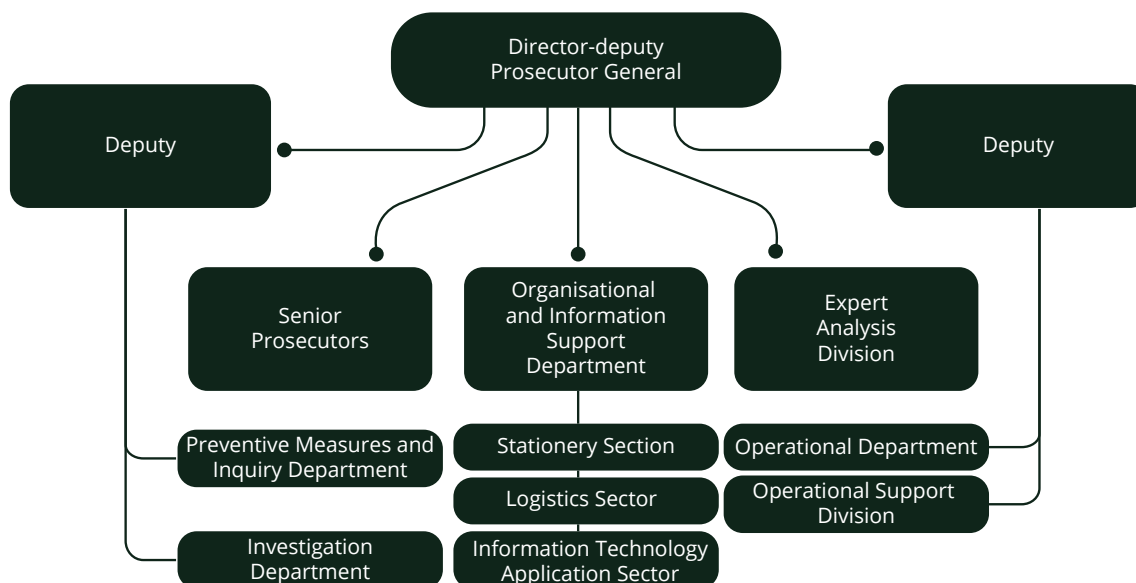 Director-deputy
Prosecutor General
Deputy
Deputy
Senior
Prosecutors
Organisational
and Information
Support
Department
Expert
Analysis
Division
Preventive Measures and
Inquiry Department
Stationery Section
Operational Department
Logistics Sector
Operational Support
Division
Investigation
Department
Information Technology
Application Sector